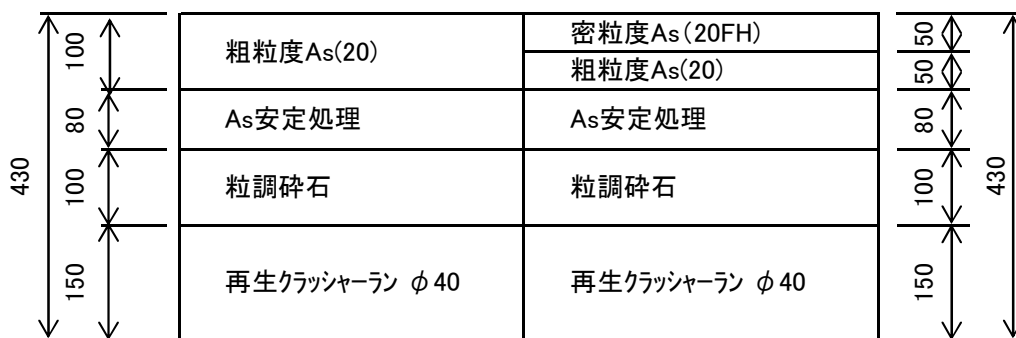 430
100
80
100
150
粗粒度As(20)
As安定処理
粒調砕石
再生ｸﾗｯｼｬｰﾗﾝ φ40
密粒度As(20FH)
粗粒度As(20)
As安定処理
粒調砕石
再生ｸﾗｯｼｬｰﾗﾝ φ40
50
50
80
100
150
430